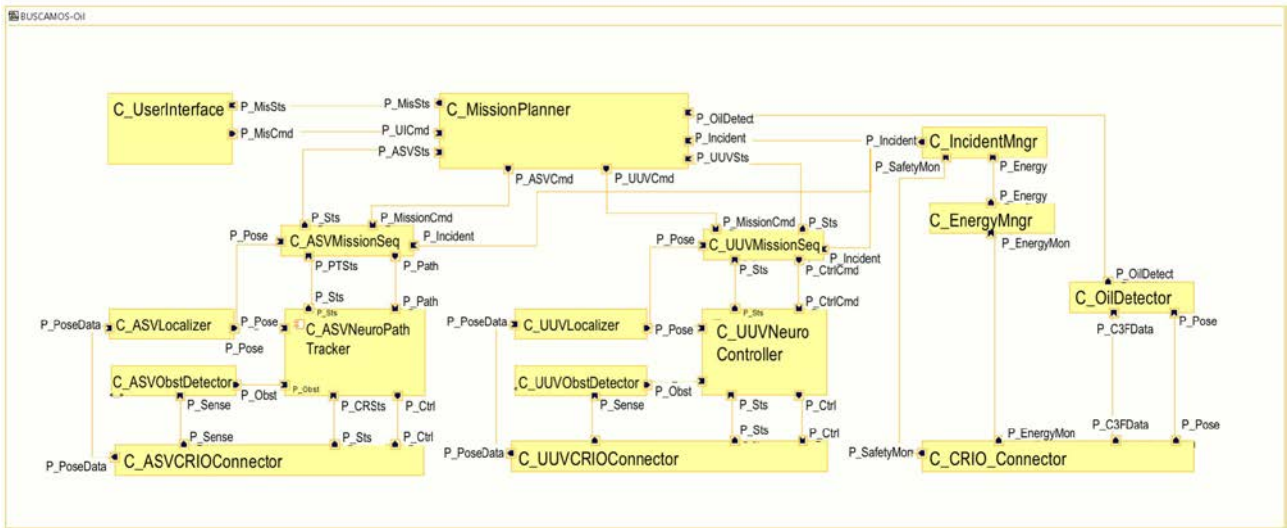 BUSCAMOS-Oil
C_UserInterface
P_MisSts
P_MisCmd
P_MisSts
P_UICmd
P_ASVSts
C_MissionPlanner
P_OilDetect
P_Incident
P_UUVSts
P_ASVCmd
P_UUVCmd
P_Incident
C_IncidentMngr
P_SafetyMon
P_Energy
P_Energy
C_EnergyMngr
P_EnergyMon
P_Sts
P_MissionCmd
P_Pose
C_ASVMissionSeq
P_Incident
P_PTSts
P_Path
P_MissionCmd
P_Sts
P_Pose
C_UUVMissionSeq
P_Incident
P_Sts
P_CtrlCmd
P_OilDetect
C_OilDetector
P_C3FData
P_Pose
P_Sts
P_Path
P_PoseData
C_ASVLocalizer
P_Pose
P_Pose
P_Sts
C_ASVNeuroPath
Tracker
C_ASVObstDetector
P_Obst
P_Obst
P_Sense
P_CRSts
P_Ctrl
P_Sense
P_Sts
P_Ctrl
P_PoseData
C_ASVCRIOConnector
P_Sts
P_CtrlCmd
P_PoseData
C_UUVLocalizer
P_Pose
P_Sts
C_UUVNeuro
Controller
C_UUVObstDetector
P_Obst
P_Sense
P_Sts
P_Ctrl
P_Sts
P_Ctrl
P_PoseData
C_UUVCRIOConnector
P_EnergyMon
P_C3FData
P_Pose
P_SafetyMon
C_CRIO_Connector